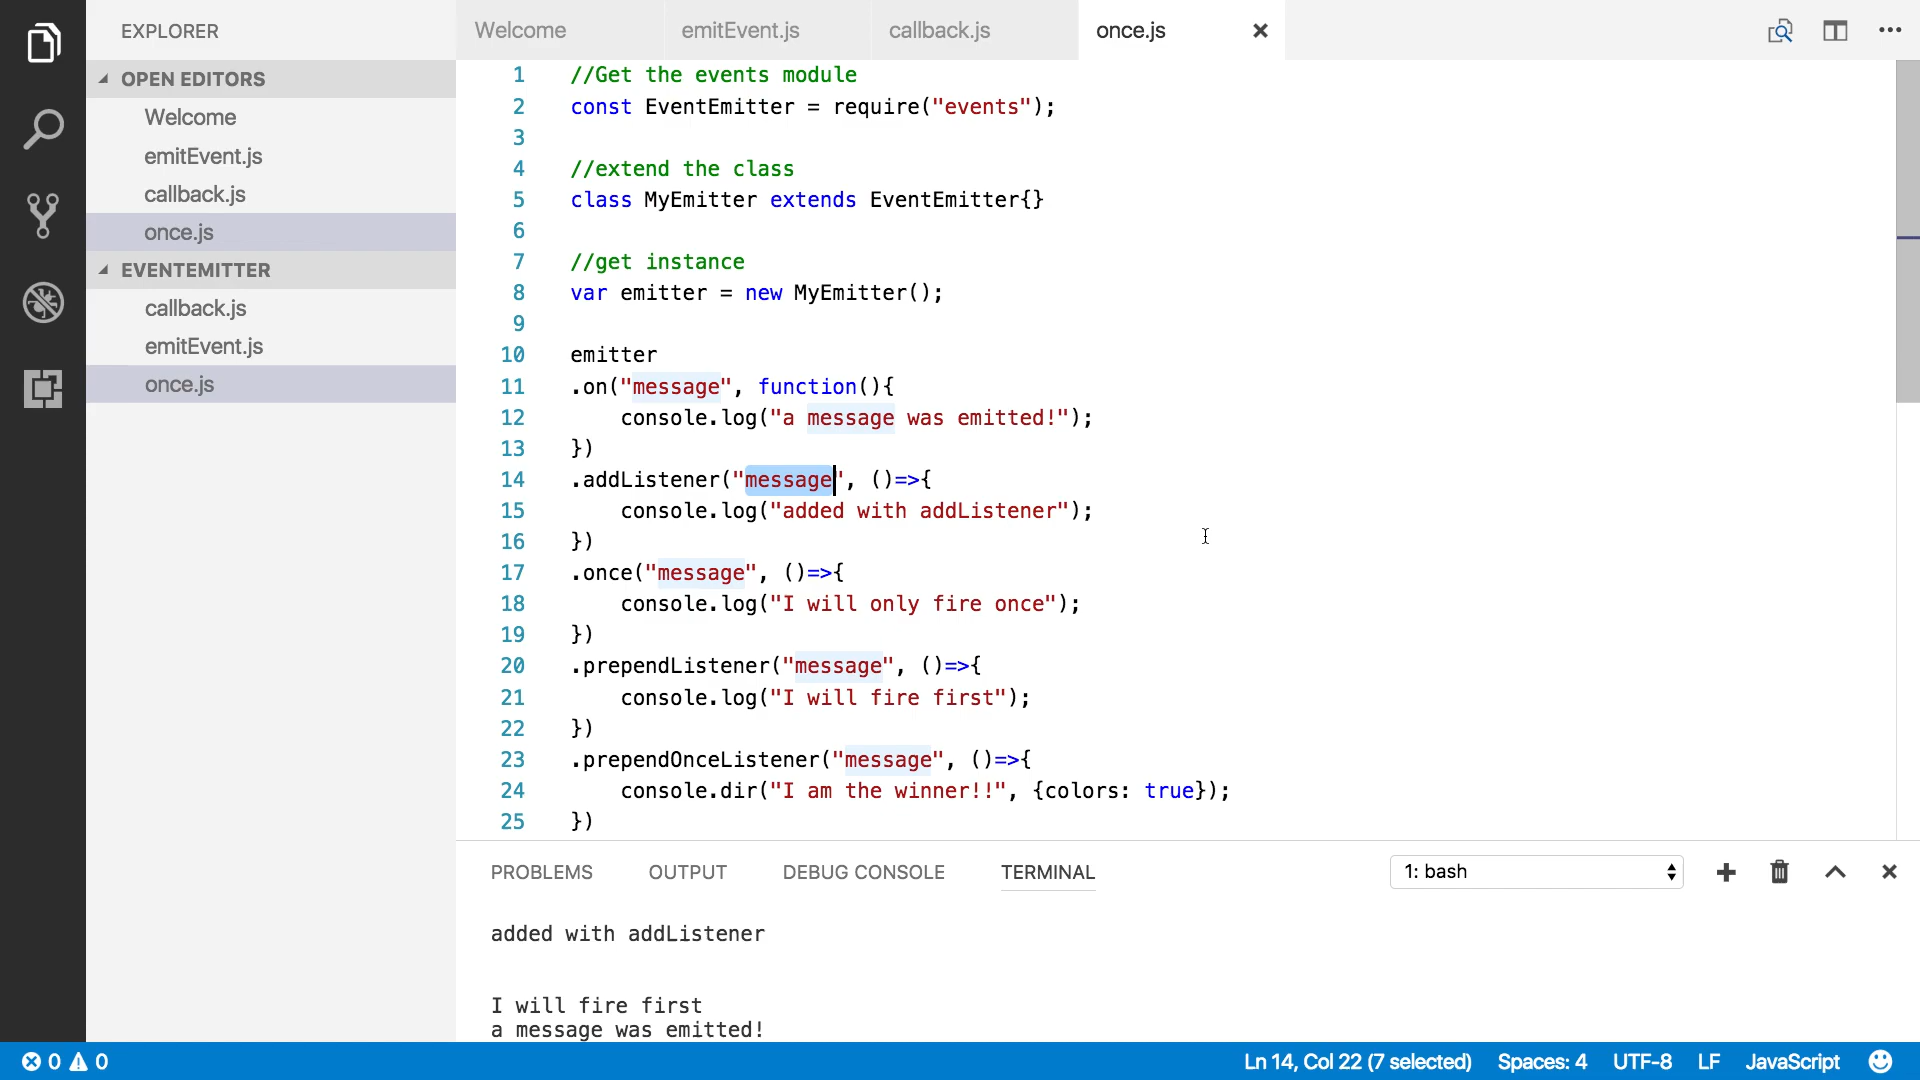 EXPLORER
OPEN EDITORS
Welcome
emitEvent.js
callback.js
once.js
EVENTEMITTER
callback.js
emitEvent.js
once.js
Welcome
emitEvent.js
callback.js
once.js
1 //Get the events module
2 const EventEmitter = require("events");
3
4 //extend the class
5 class MyEmitter extends EventEmitter{}
6
7 //get instance
8 var emitter = new MyEmitter();
9
10 emitter
11 .on("message", function(){
12     console.log("a message was emitted!");
13 })
14 .addListener("message", ()=>{
15     console.log("added with addListener");
16 })
17 .once("message", ()=>{
18     console.log("I will only fire once");
19 })
20 .prependListener("message", ()=>{
21     console.log("I will fire first");
22 })
23 .prependOnceListener("message", ()=>{
24     console.dir("I am the winner!!", {colors: true});
25 })
PROBLEMS OUTPUT DEBUG CONSOLE TERMINAL 1: bash
added with addListener
I will fire first
a message was emitted!
0 0 Ln 14, Col 22 (7 selected) Spaces: 4 UTF-8 LF JavaScript